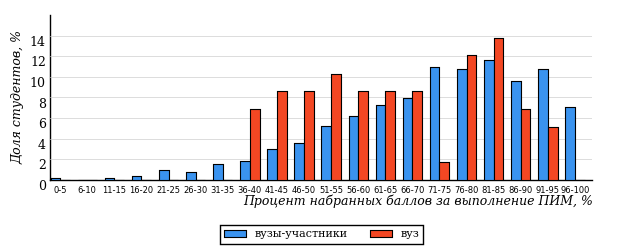 Доля студентов, %
14
12
10
8
6
4
2
0
0-5 6-10 11-15 16-20 21-25 26-30 31-35 36-40 41-45 46-50 51-55 56-60 61-65 66-70 71-75 76-80 81-85 86-90 91-95 96-100
Процент набранных баллов за выполнение ПИМ, %
вузы-участники вуз